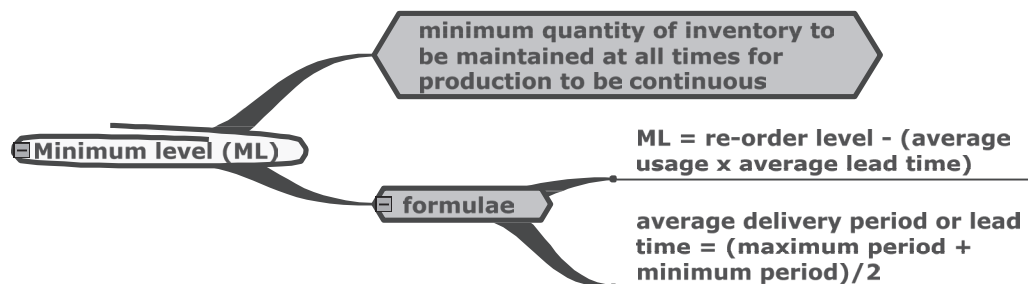 minimum quantity of inventory to
be maintained at all times for
production to be continuous
Minimum level (ML)
ML = re-order level - (average
usage x average lead time)
formulae
average delivery period or lead
time = (maximum period +
minimum period)/2